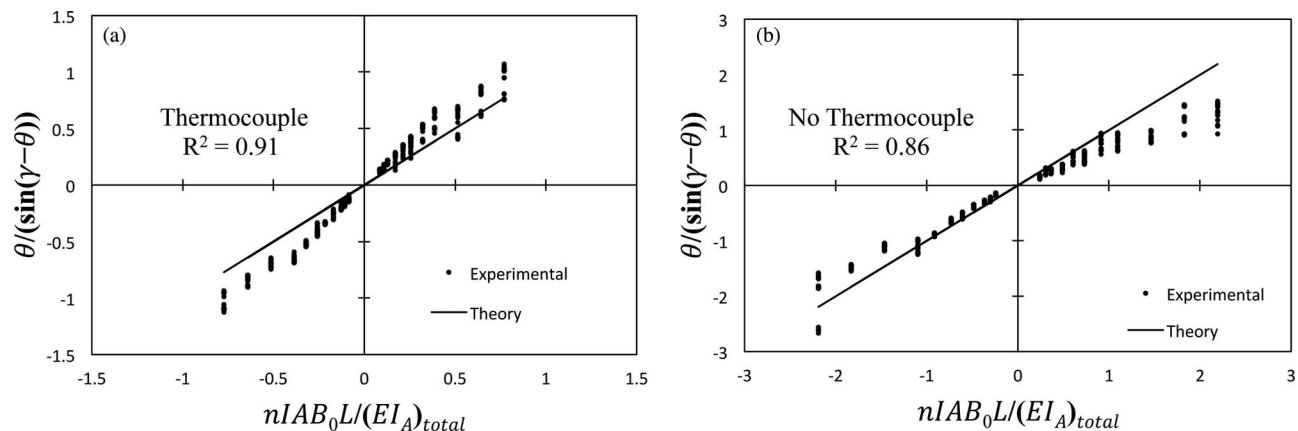 (a)
1.5
1
0.5
0
-0.5
-1
-1.5
-1.5 -1 -0.5 0 0.5 1 1.5
Thermocouple
R² = 0.91
Experimental
Theory
θ/(sin(γ−θ))
nIAB₀L/(EI_A)_total
(b)
3
2
1
0
-1
-2
-3
-3 -2 -1 0 1 2 3
No Thermocouple
R² = 0.86
Experimental
Theory
θ/(sin(γ−θ))
nIAB₀L/(EI_A)_total